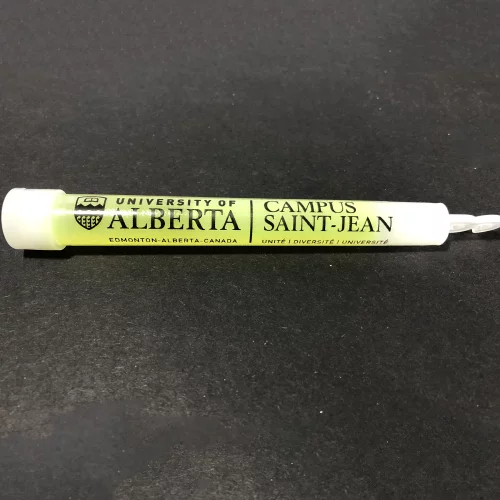 UNIVERSITY OF
ALBERTA
EDMONTON-ALBERTA-CANADA
CAMPUS
SAINT-JEAN
UNITÉ | DIVERSITÉ | UNIVERSITÉ